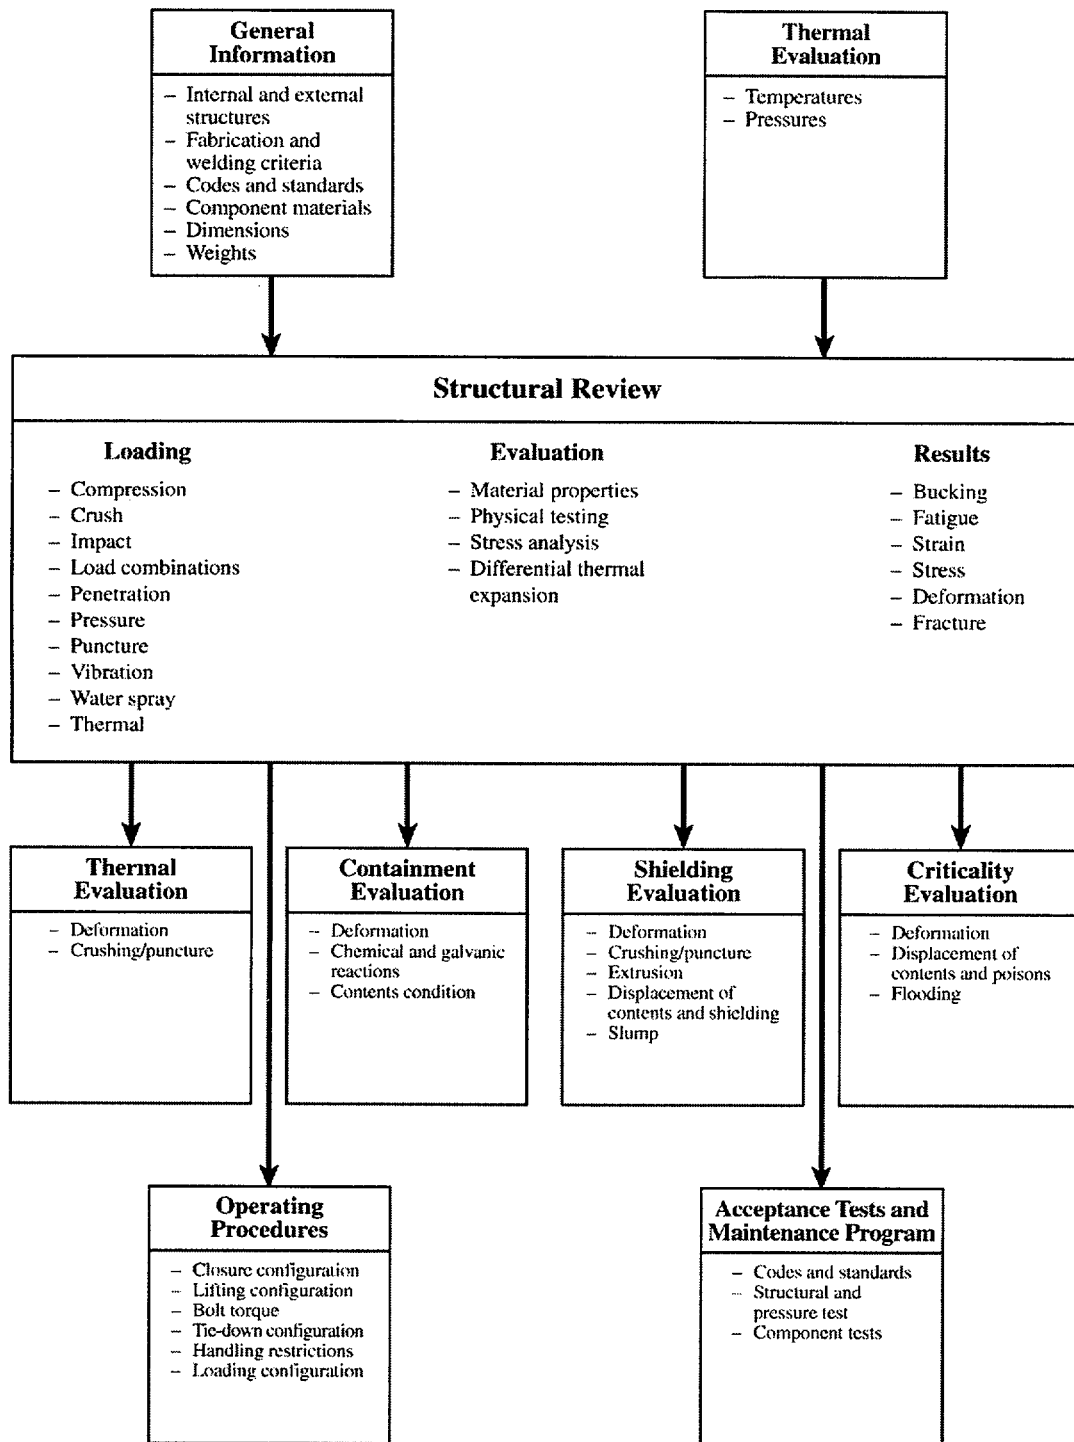 General
Information
– Internal and external
structures
– Fabrication and
welding criteria
– Codes and standards
– Component materials
– Dimensions
– Weights
Thermal
Evaluation
– Temperatures
– Pressures
Structural Review
Loading
– Compression
– Crush
– Impact
– Load combinations
– Penetration
– Pressure
– Puncture
– Vibration
– Water spray
– Thermal
Evaluation
– Material properties
– Physical testing
– Stress analysis
– Differential thermal
expansion
Results
– Bucking
– Fatigue
– Strain
– Stress
– Deformation
– Fracture
Thermal
Evaluation
– Deformation
– Crushing/puncture
Containment
Evaluation
– Deformation
– Chemical and galvanic
reactions
– Contents condition
Shielding
Evaluation
– Deformation
– Crushing/puncture
– Extrusion
– Displacement of
contents and shielding
– Slump
Criticality
Evaluation
– Deformation
– Displacement of
contents and poisons
– Flooding
Operating
Procedures
– Closure configuration
– Lifting configuration
– Bolt torque
– Tie-down configuration
– Handling restrictions
– Loading configuration
Acceptance Tests and
Maintenance Program
– Codes and standards
– Structural and
pressure test
– Component tests